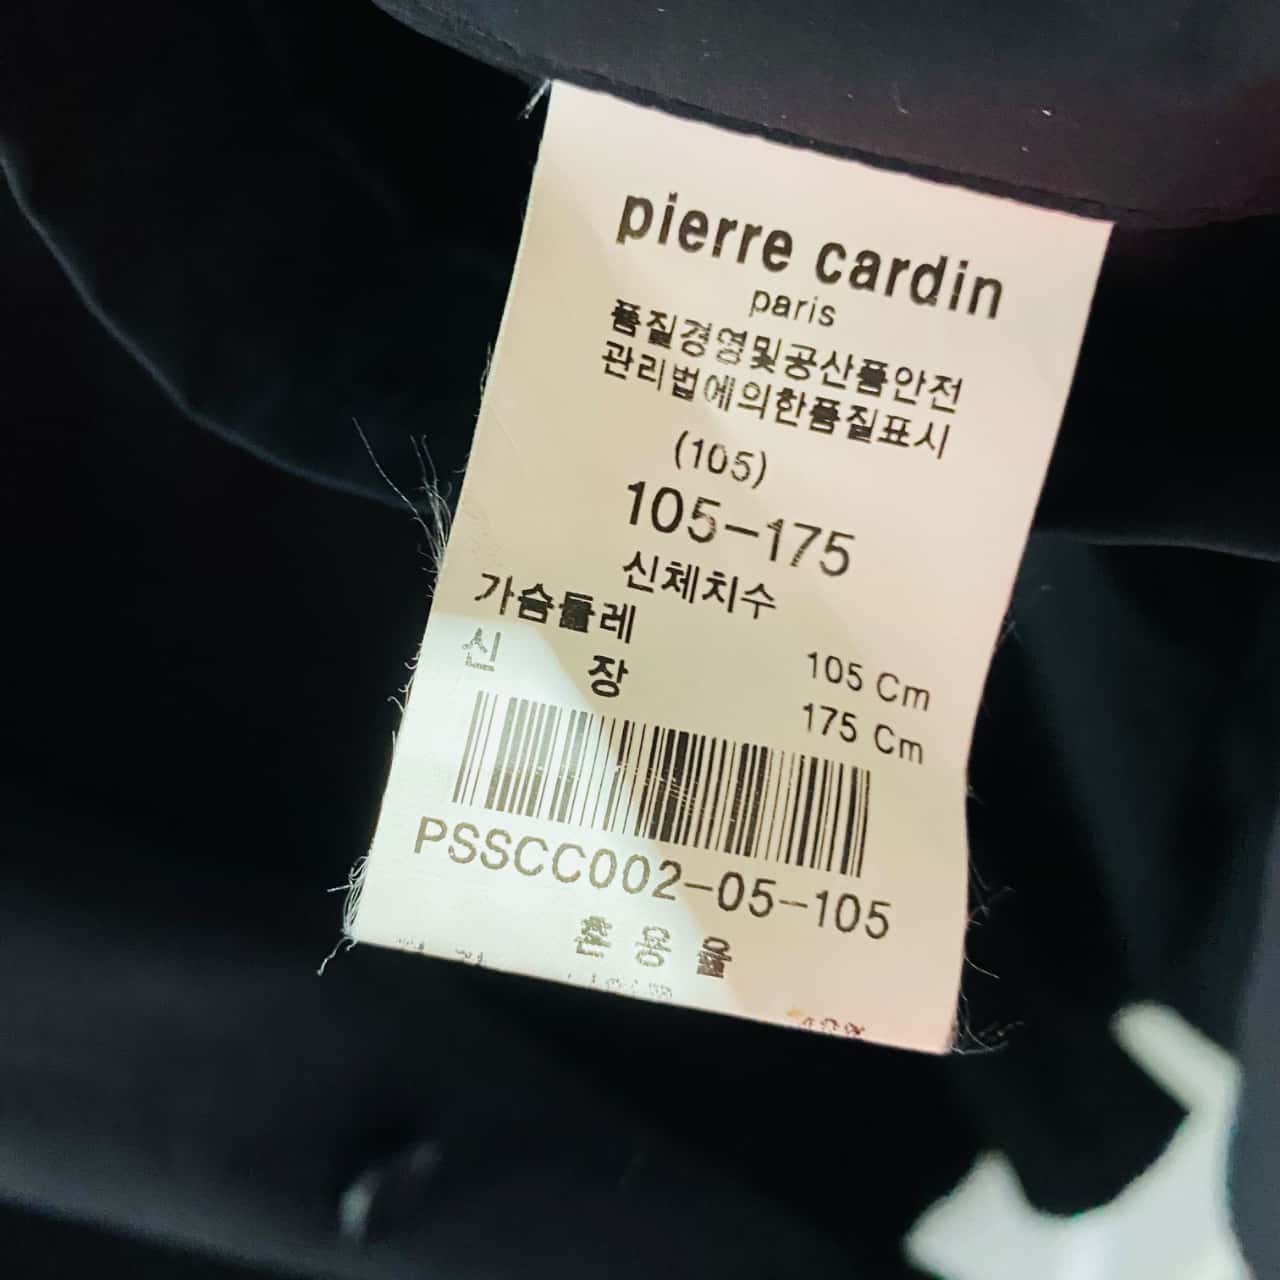 pierre cardin
paris
품질경영및공산품안전
관리법에의한품질표시
(105)
105-175
신체치수
가슴둘레 105 Cm
신 장 175 Cm
PSSCC002-05-105
혼 용 율